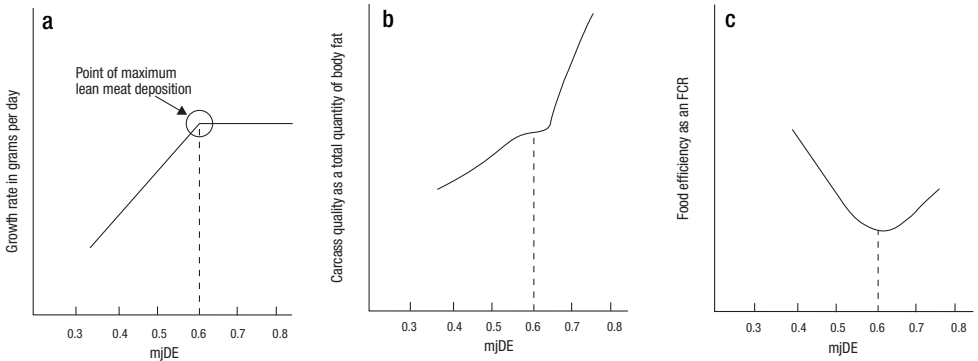 a
Point of maximum
lean meat deposition
Growth rate in grams per day
0.3 0.4 0.5 0.6 0.7 0.8
mjDE
b
Carcass quality as a total quantity of body fat
0.3 0.4 0.5 0.6 0.7 0.8
mjDE
c
Food efficiency as an FCR
0.3 0.4 0.5 0.6 0.7 0.8
mjDE